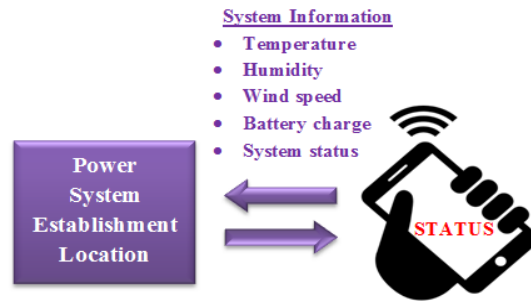 System Information
• Temperature
• Humidity
• Wind speed
• Battery charge
• System status
Power
System
Establishment
Location
STATUS